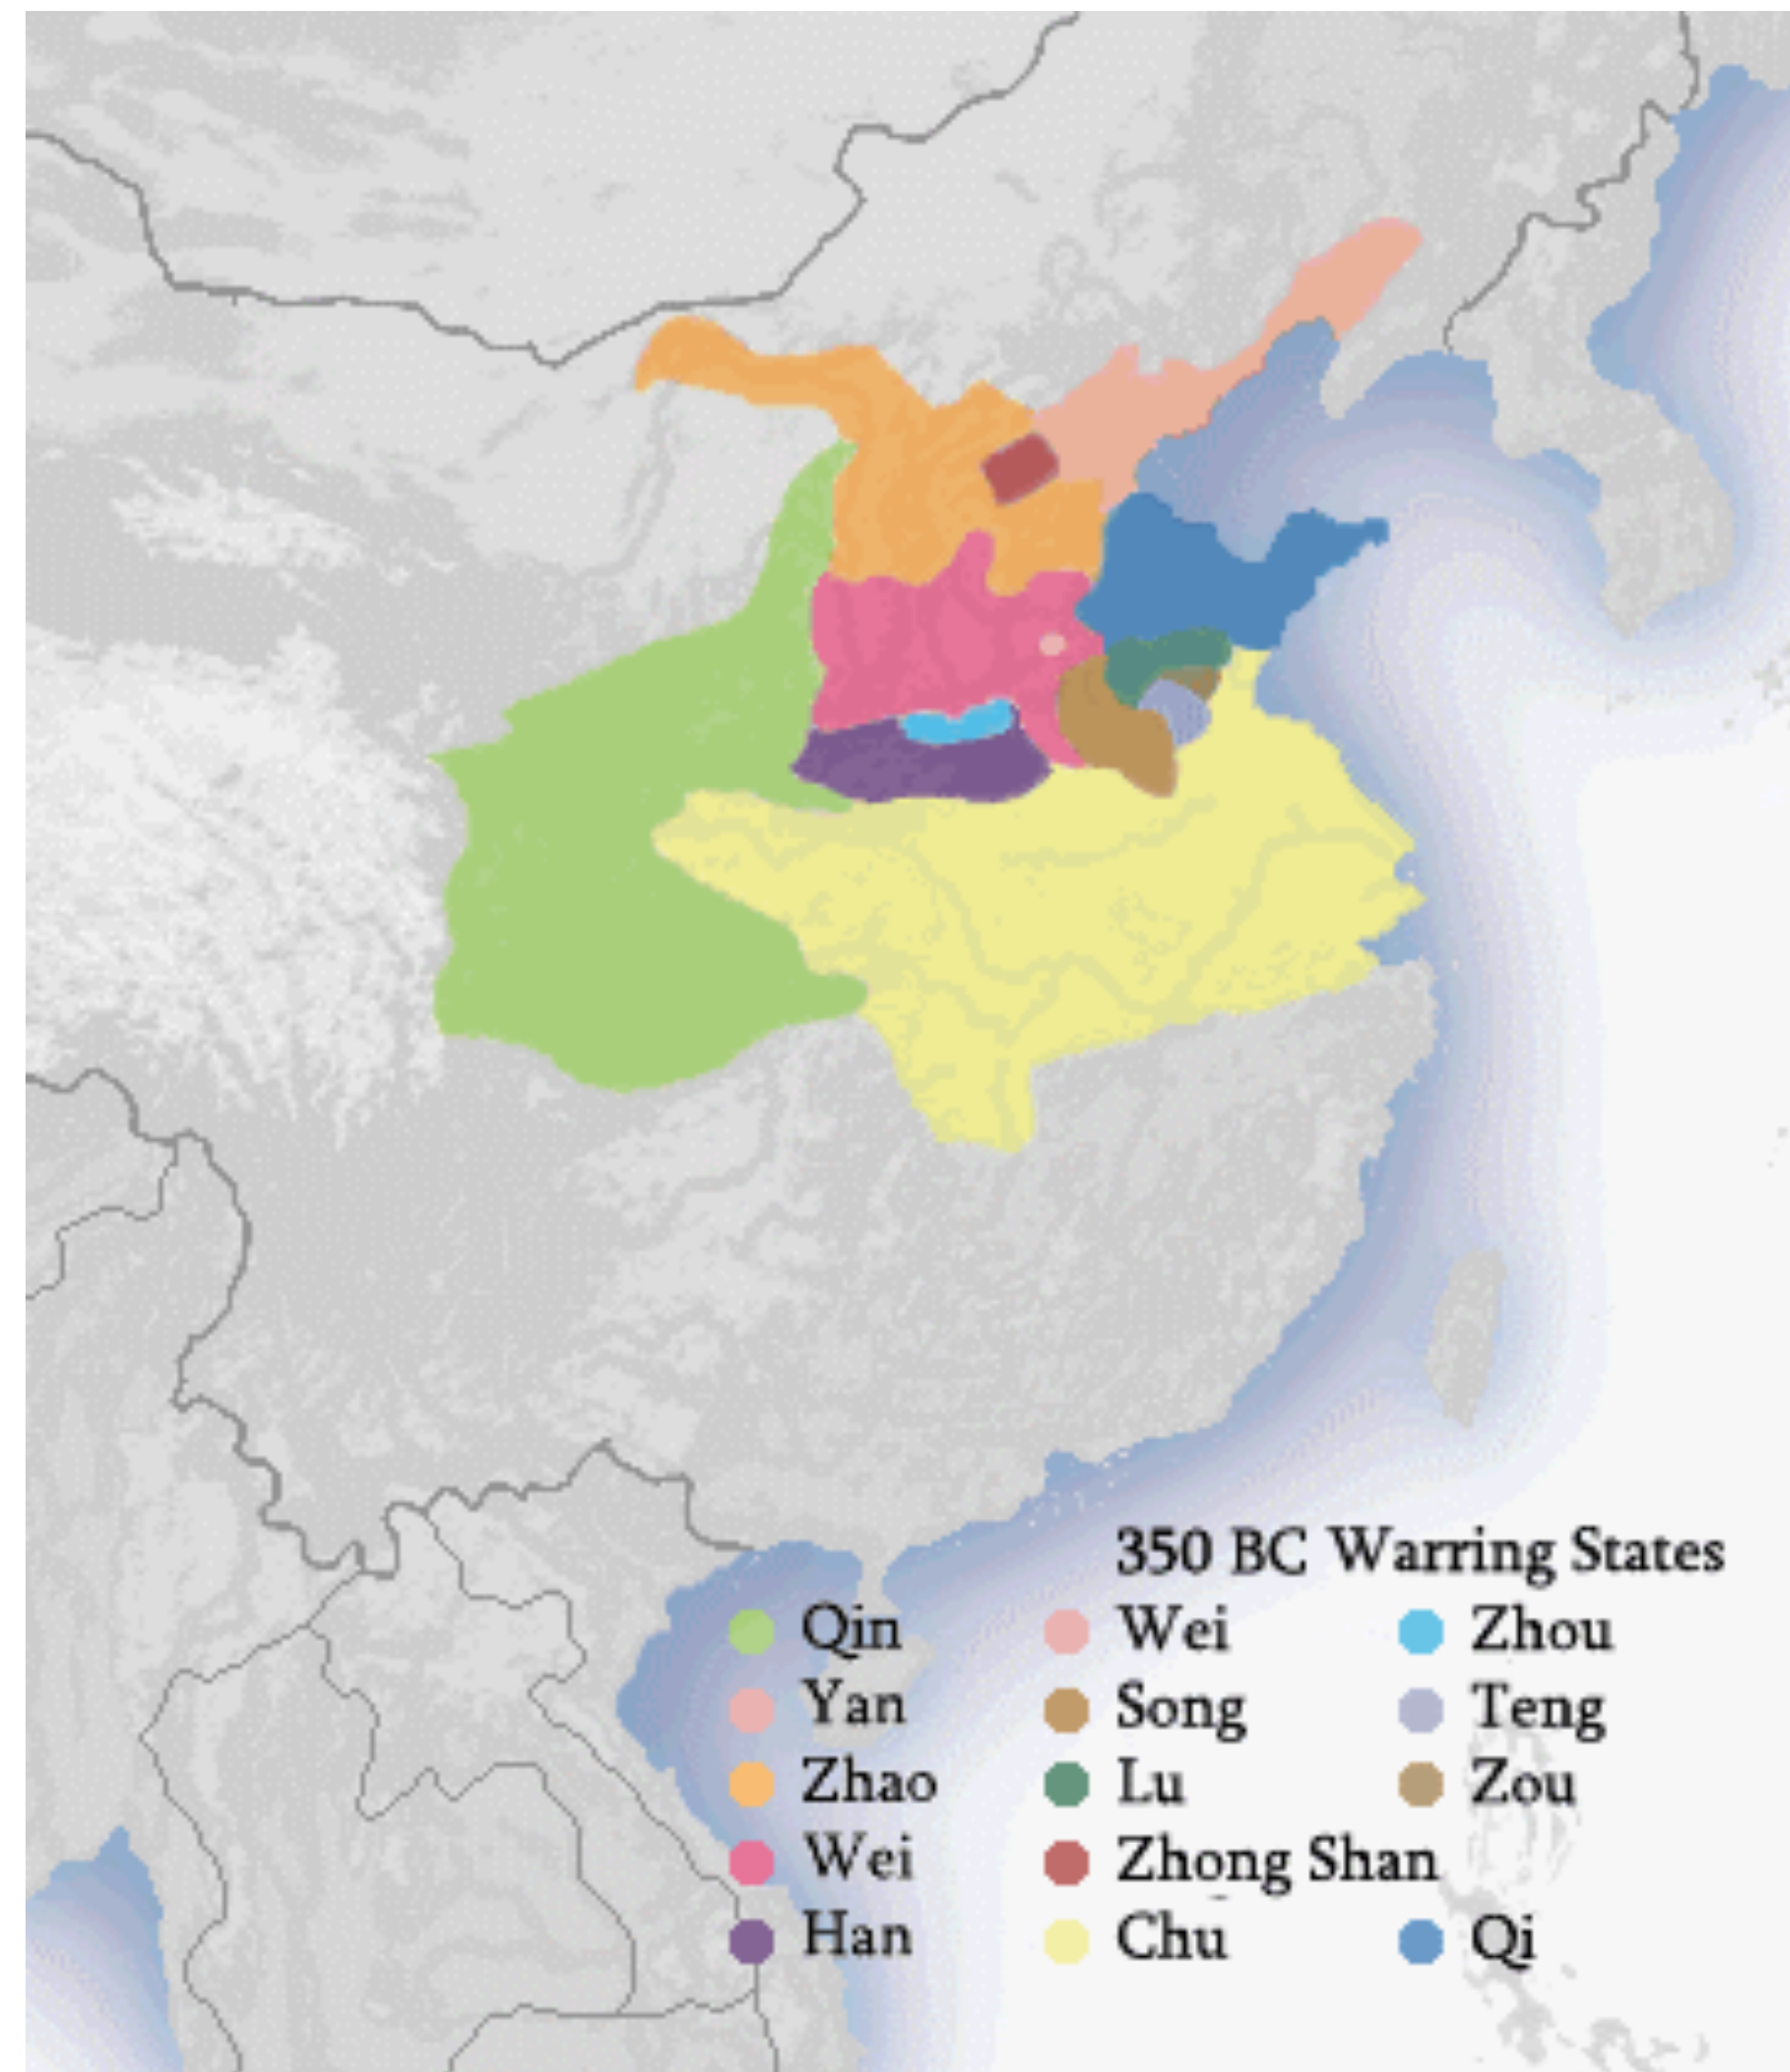 350 BC Warring States
Qin Wei Zhou
Yan Song Teng
Zhao Lu Zou
Wei Zhong Shan
Han Chu Qi